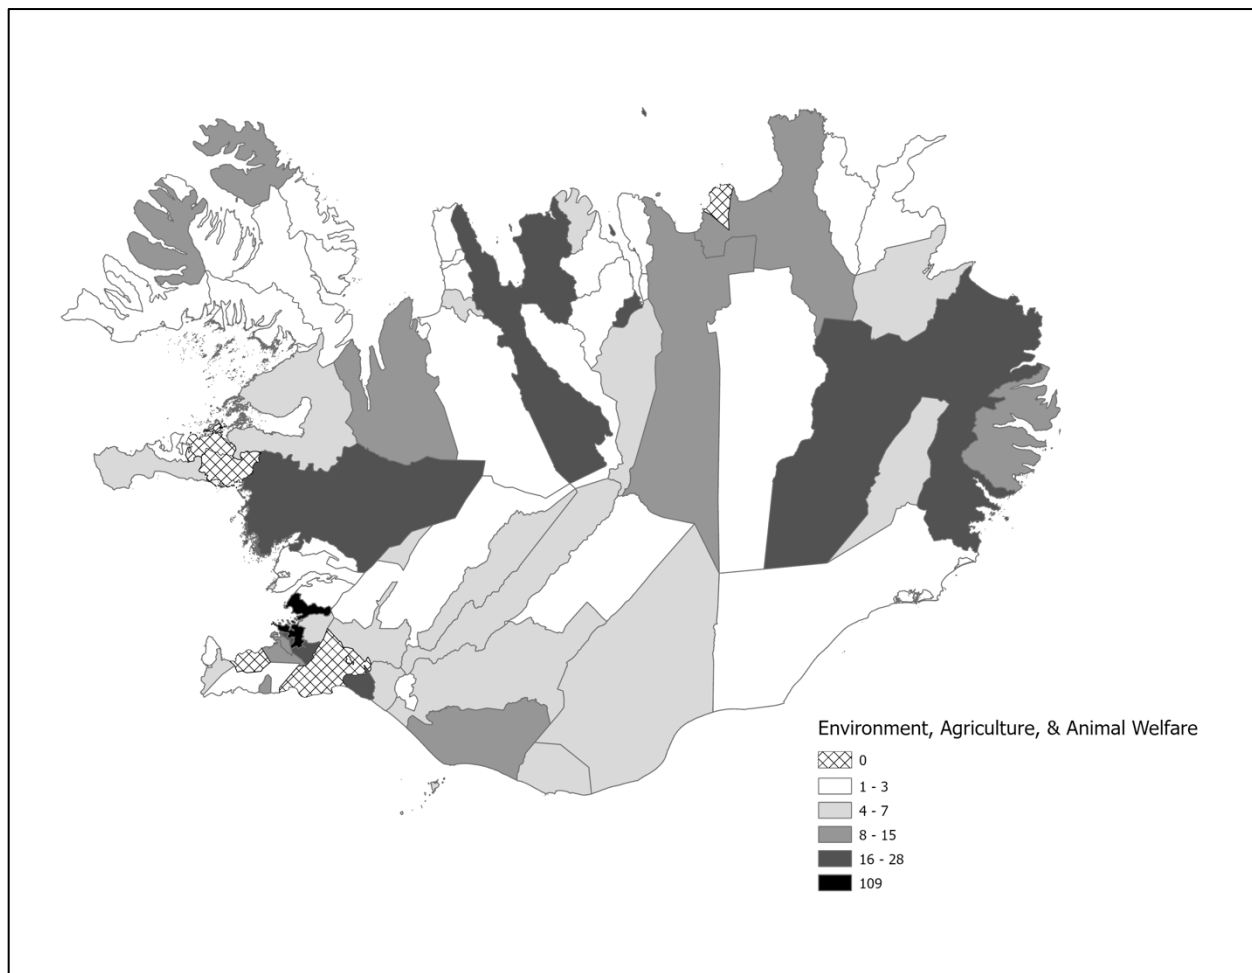 Environment, Agriculture, & Animal Welfare
0
1 - 3
4 - 7
8 - 15
16 - 28
109